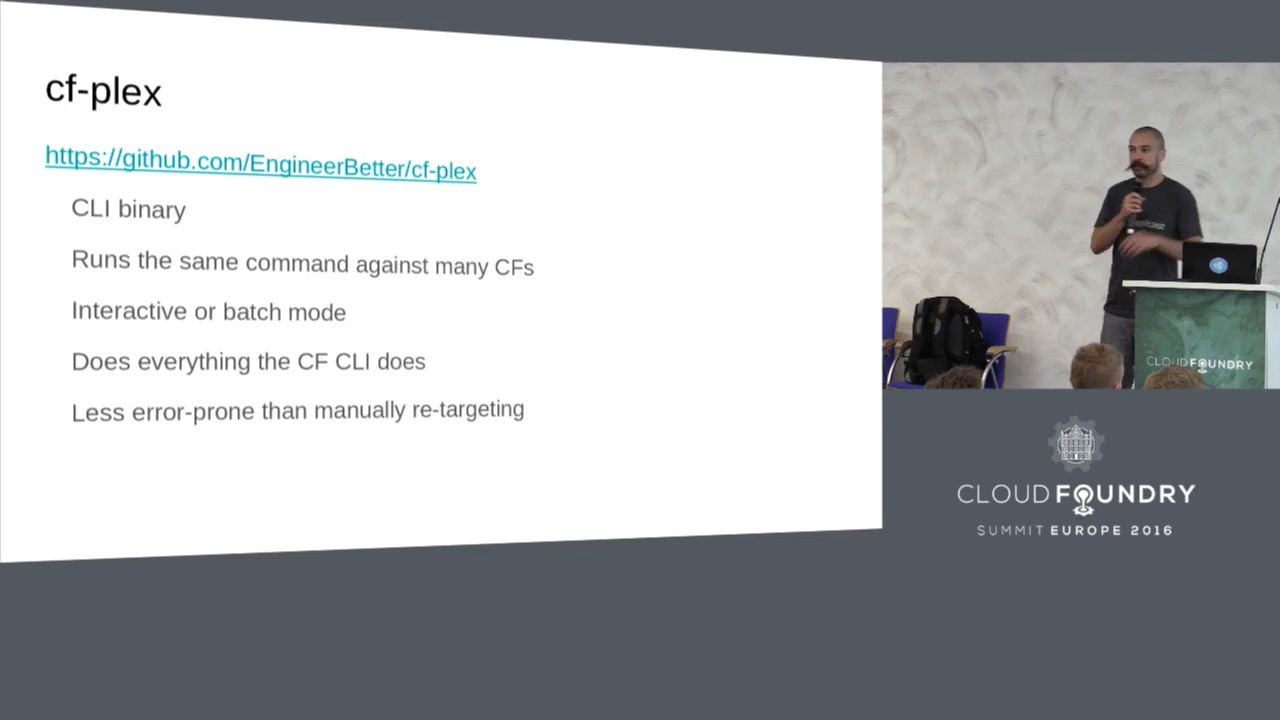 cf-plex
https://github.com/EngineerBetter/cf-plex
CLI binary
Runs the same command against many CFs
Interactive or batch mode
Does everything the CF CLI does
Less error-prone than manually re-targeting
CLOUD FOUNDRY
CLOUD FOUNDRY
SUMMIT EUROPE 2016